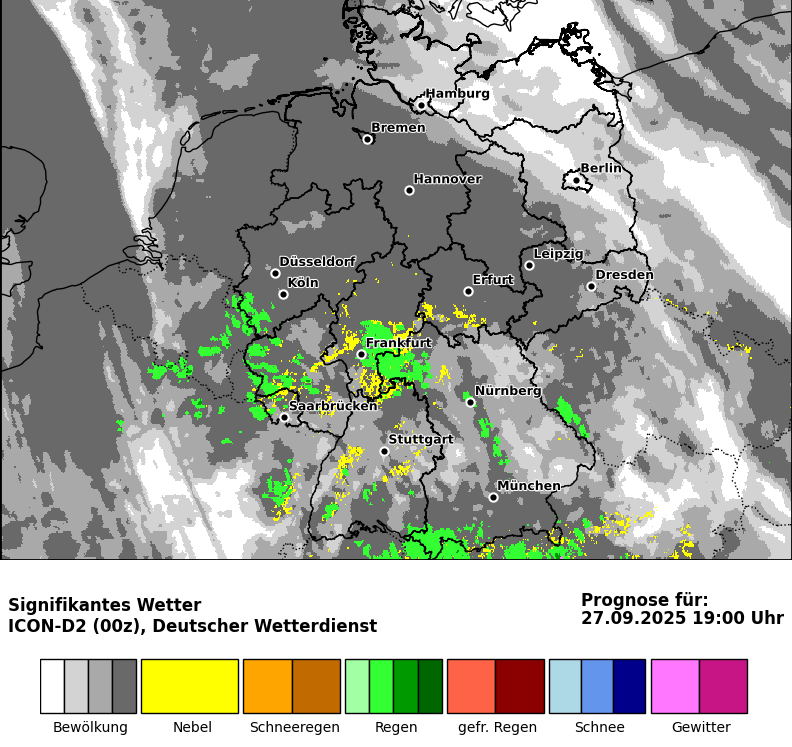 Hamburg
Bremen
Berlin
Hannover
Leipzig
Düsseldorf
Dresden
Köln
Erfurt
Frankfurt
Nürnberg
Saarbrücken
Stuttgart
München
Signifikantes Wetter
ICON-D2 (00z), Deutscher Wetterdienst
Prognose für:
27.09.2025 19:00 Uhr
Bewölkung Nebel Schneeregen Regen gefr. Regen Schnee Gewitter